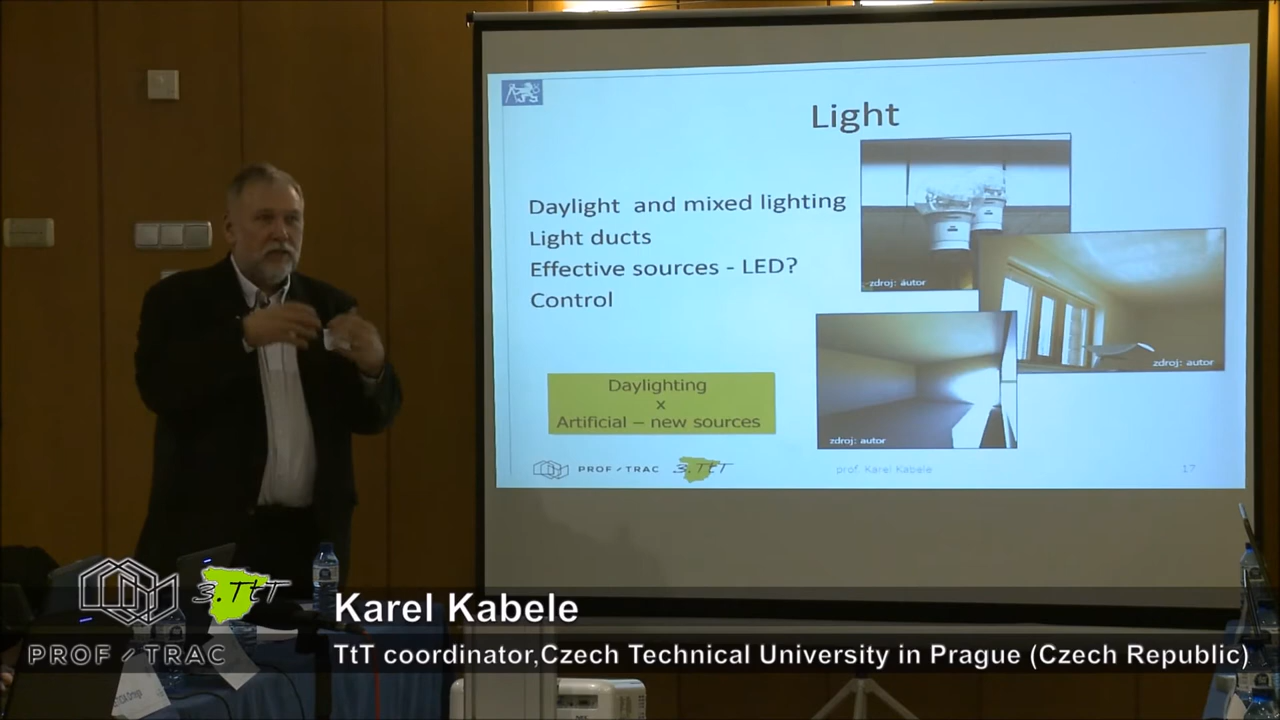 Light
Daylight and mixed lighting
Light ducts
Effective sources - LED?
Control
Daylighting
x
Artificial – new sources
zdroj: autor
zdroj: autor
zdroj: autor
PROF / TRAC
3.TtT
prof. Karel Kabele
17
3.TtT
PROF / TRAC
Karel Kabele
TtT coordinator,Czech Technical University in Prague (Czech Republic)